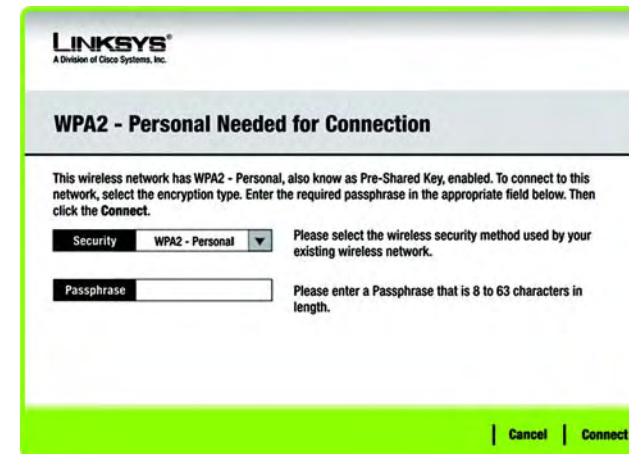 LINKSYS®
A Division of Cisco Systems, Inc.
WPA2 - Personal Needed for Connection
This wireless network has WPA2 - Personal, also know as Pre-Shared Key, enabled. To connect to this
network, select the encryption type. Enter the required passphrase in the appropriate field below. Then
click the Connect.
Security WPA2 - Personal
Please select the wireless security method used by your
existing wireless network.
Passphrase
Please enter a Passphrase that is 8 to 63 characters in
length.
Cancel Connect